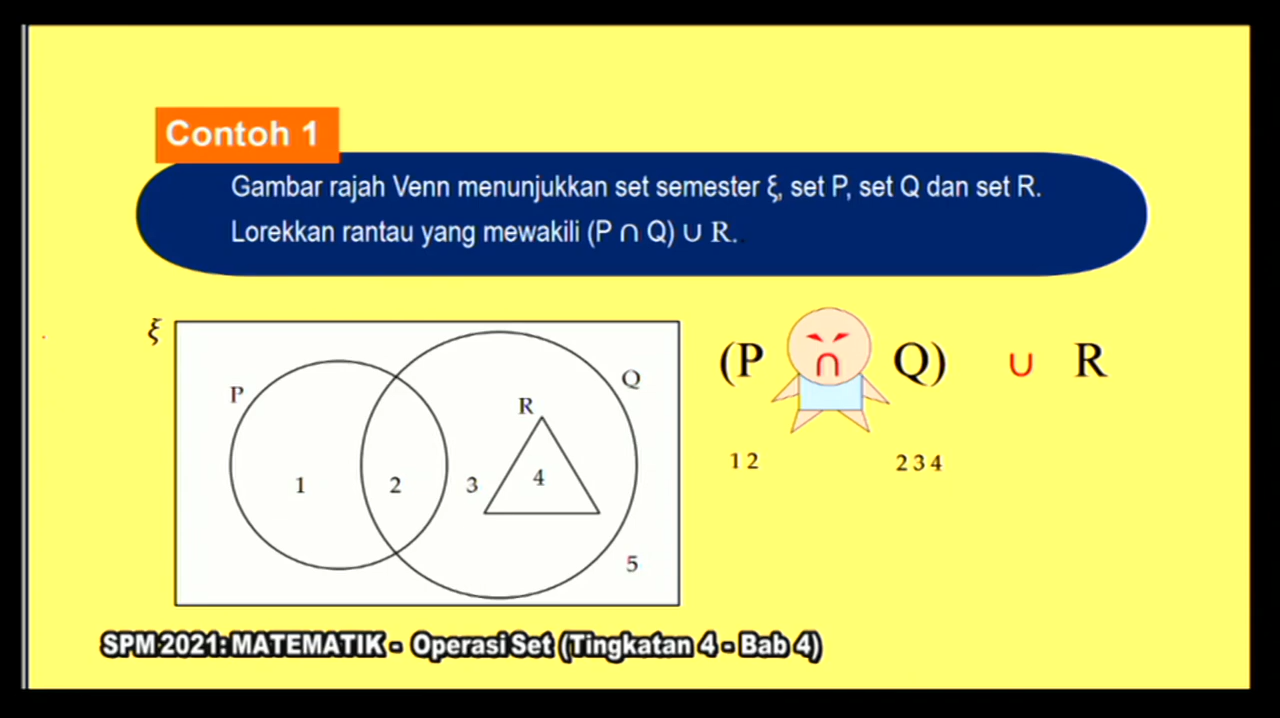 Contoh 1
Gambar rajah Venn menunjukkan set semester ξ, set P, set Q dan set R.
Lorekkan rantau yang mewakili (P ∩ Q) ∪ R.
ξ
P
Q
R
1
2
3
4
5
(P ∩ Q) ∪ R
1 2
2 3 4
SPM 2021: MATEMATIK - Operasi Set (Tingkatan 4 - Bab 4)